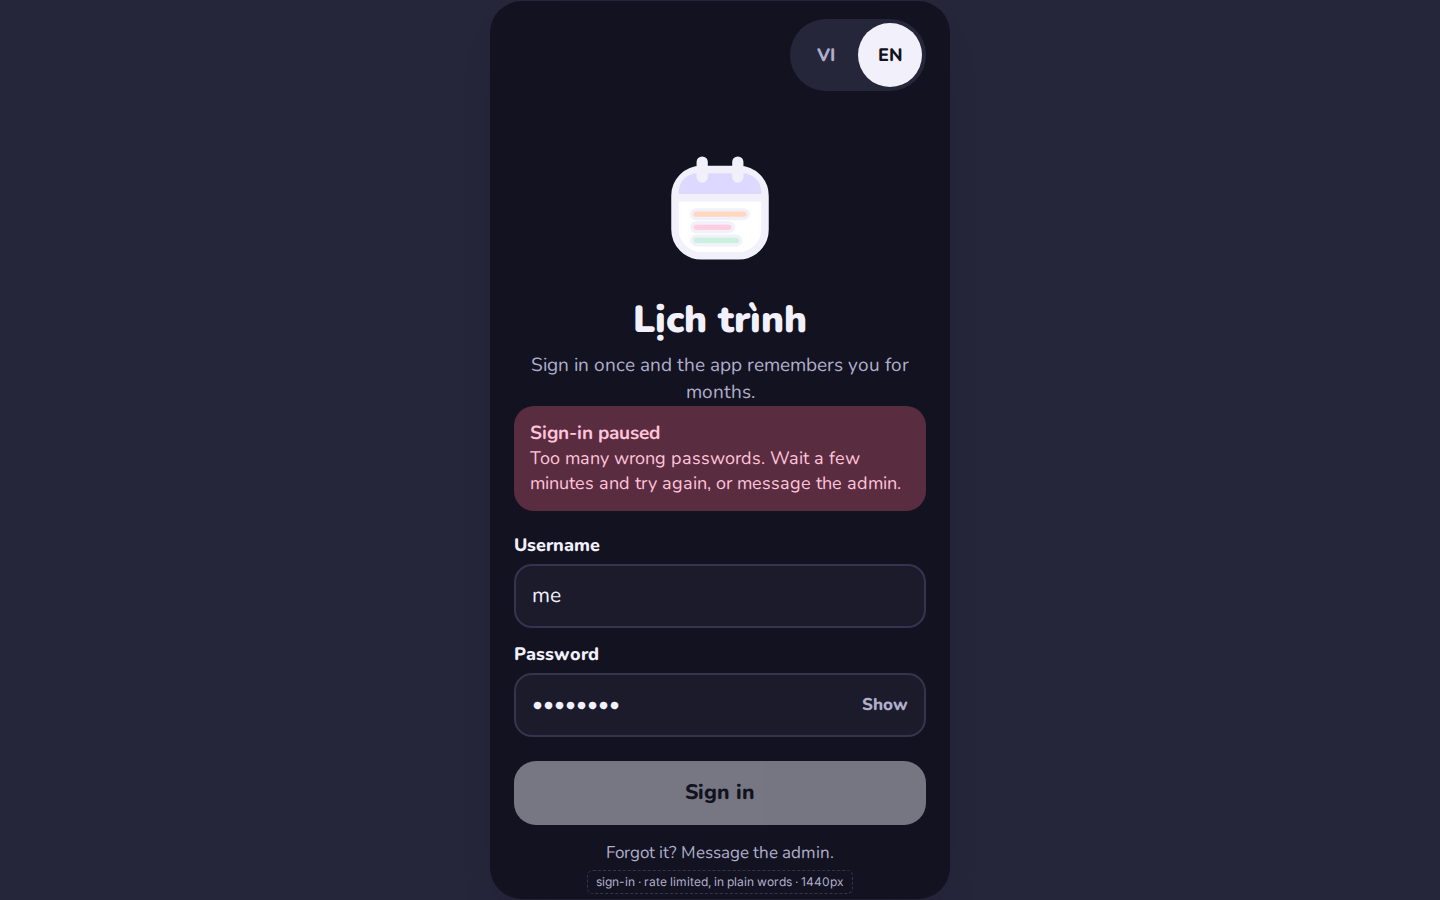 VI
EN
Lịch trình
Sign in once and the app remembers you for
months.
Sign-in paused
Too many wrong passwords. Wait a few
minutes and try again, or message the admin.
Username
me
Password
••••••••
Show
Sign in
Forgot it? Message the admin.
sign-in · rate limited, in plain words · 1440px